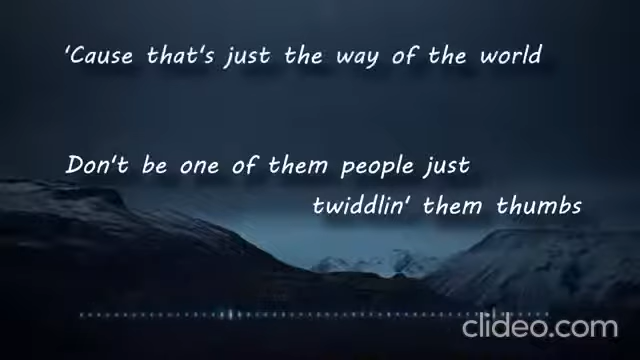 'Cause that's just the way of the world
Don't be one of them people just
twiddlin' them thumbs
clideo.com